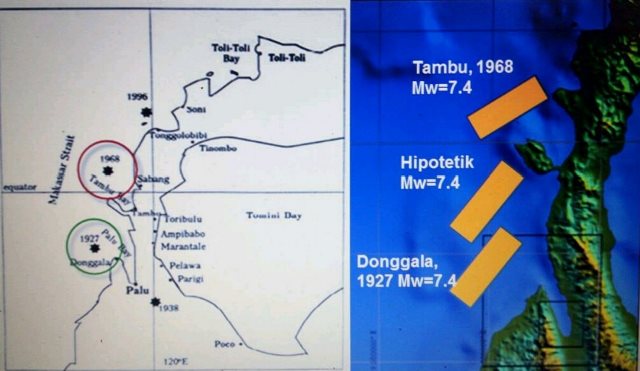 Toli-Toli
Bay
Toli-Toli
1996
Soni
Tonggolobibi
Tinombo
Makassar Strait
1968
equator
Sabang
Tambu Bay
Tambu
Toribulu
Tomini Day
Ampibabo
Marantale
1927
Palu Bay
Donggala
Pelawa
Parigi
Palu
1938
Poco
120°E
Tambu, 1968
Mw=7.4
Hipotetik
Mw=7.4
Donggala,
1927 Mw=7.4